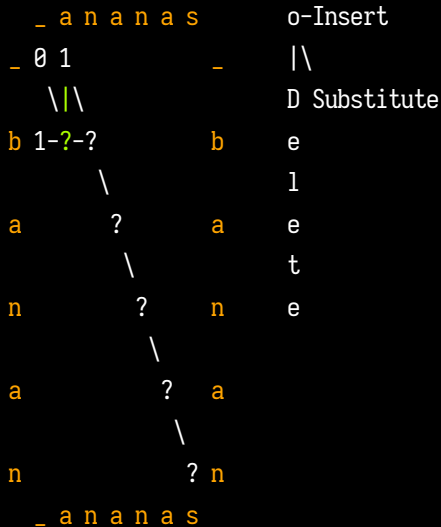 _ a n a n a s       o-Insert
_ 0 1           _     |\
   \|\                D Substitute
b 1-?-?         b     e
       \              l
a       ?       a     e
         \            t
n         ?     n     e
           \
a           ?   a
             \
n             ? n
  _ a n a n a s